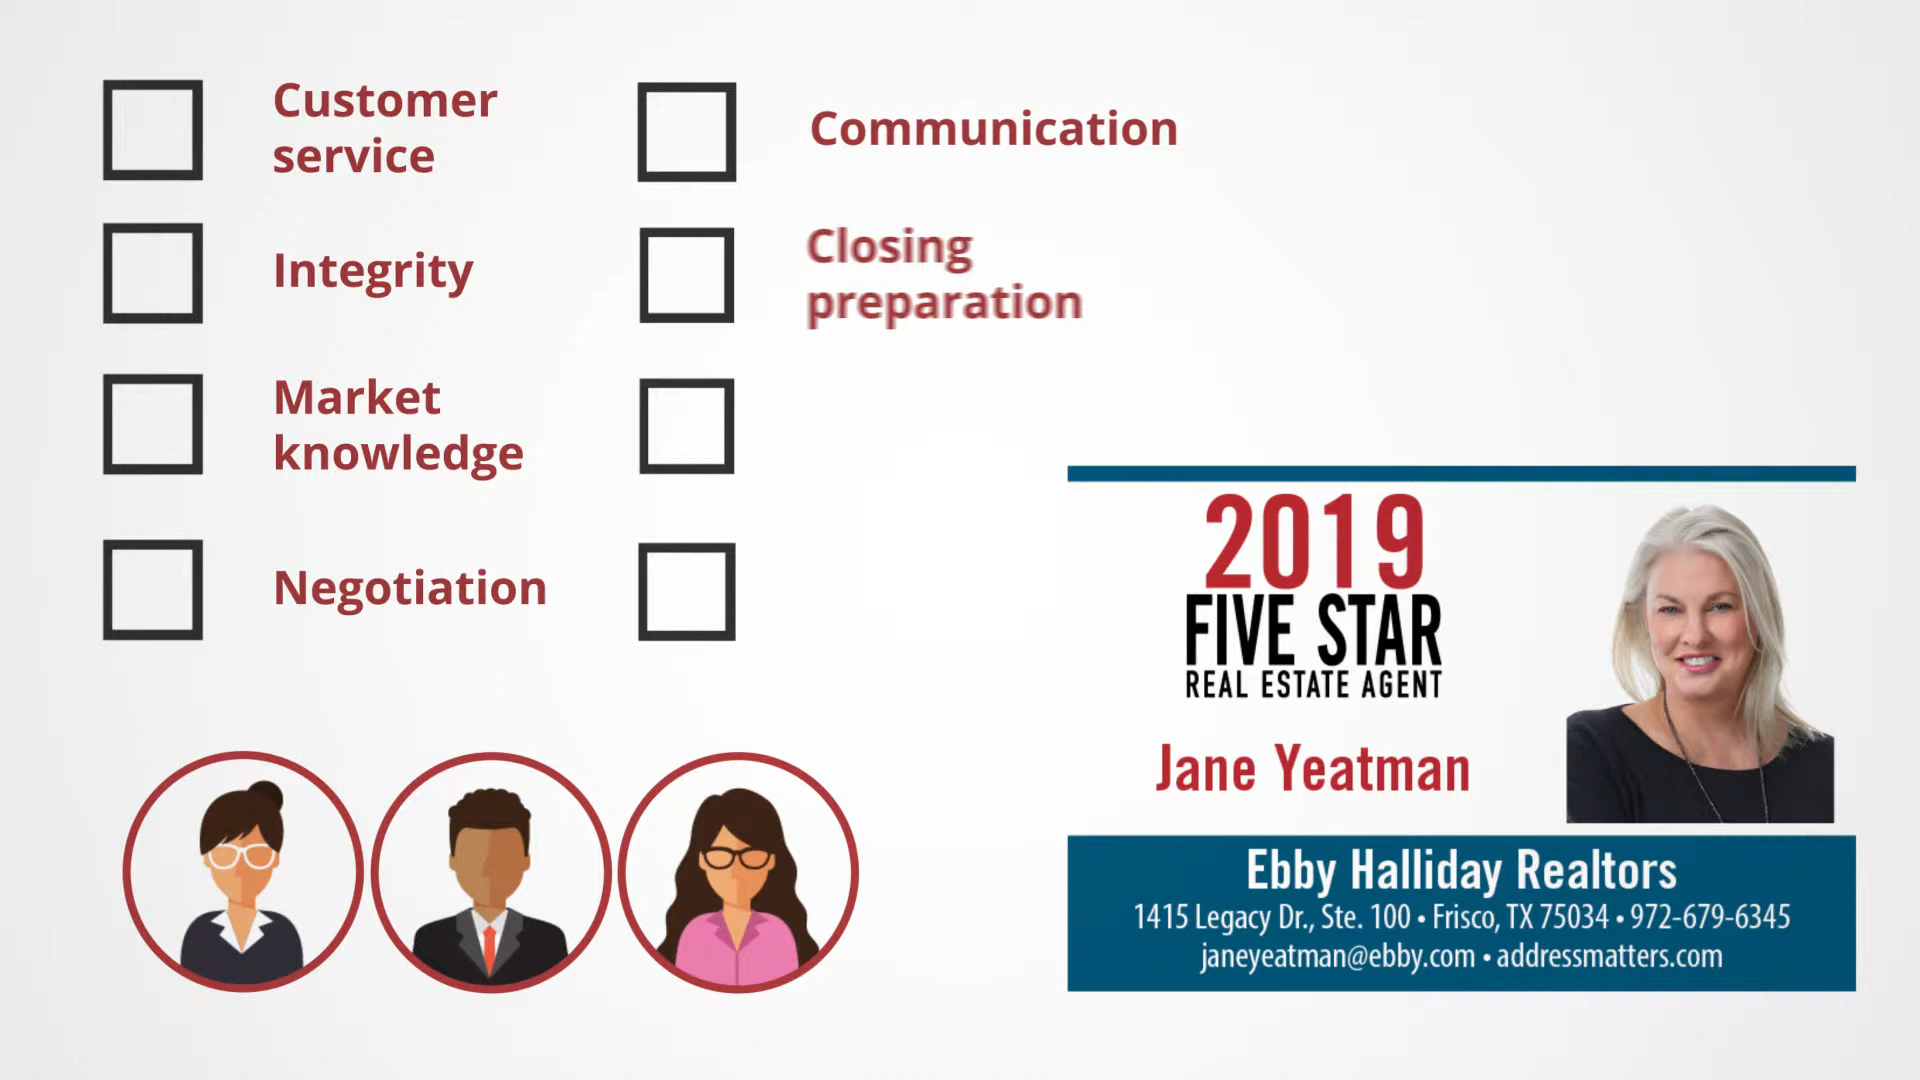 Customer
service
Integrity
Market
knowledge
Negotiation
Communication
Closing
preparation
2019
FIVE STAR
REAL ESTATE AGENT
Jane Yeatman
Ebby Halliday Realtors
1415 Legacy Dr., Ste. 100 • Frisco, TX 75034 • 972-679-6345
janeyeatman@ebby.com • addressmatters.com